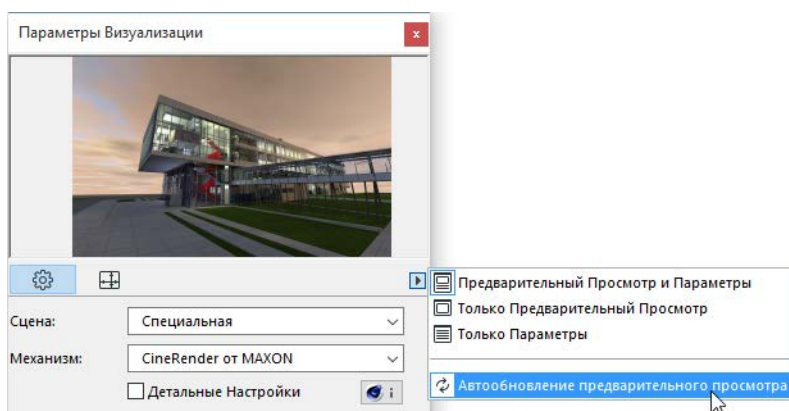 Параметры Визуализации
x
Предварительный Просмотр и Параметры
Только Предварительный Просмотр
Только Параметры
Автообновление предварительного просмотра
Сцена:
Специальная
Механизм:
CineRender от MAXON
Детальные Настройки
i